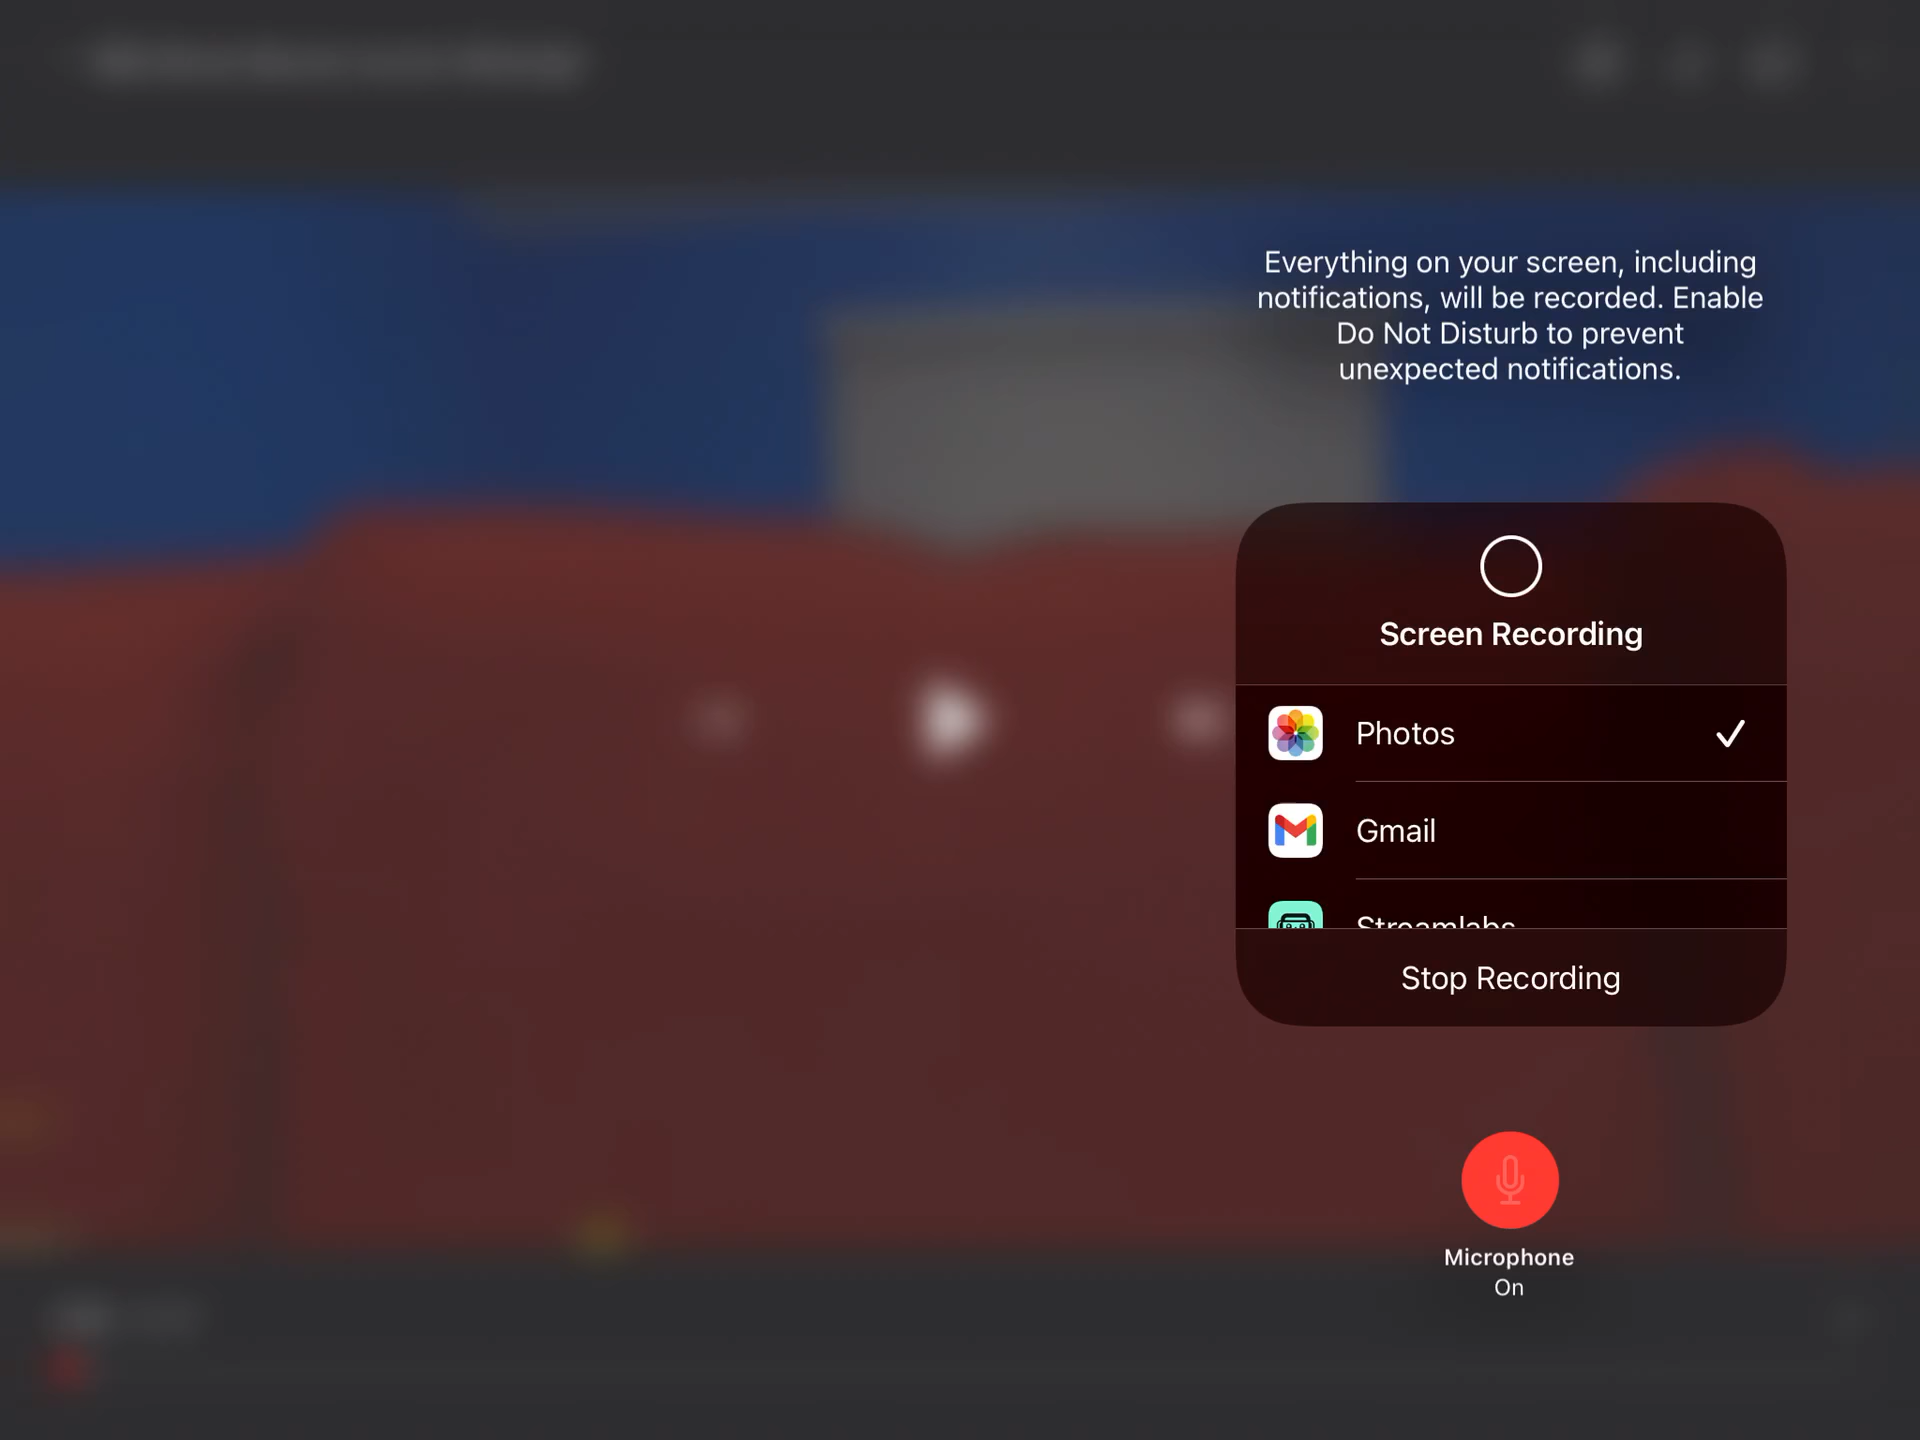 Everything on your screen, including
notifications, will be recorded. Enable
Do Not Disturb to prevent
unexpected notifications.
Screen Recording
Photos
Gmail
Streamlabs
Stop Recording
Microphone
On